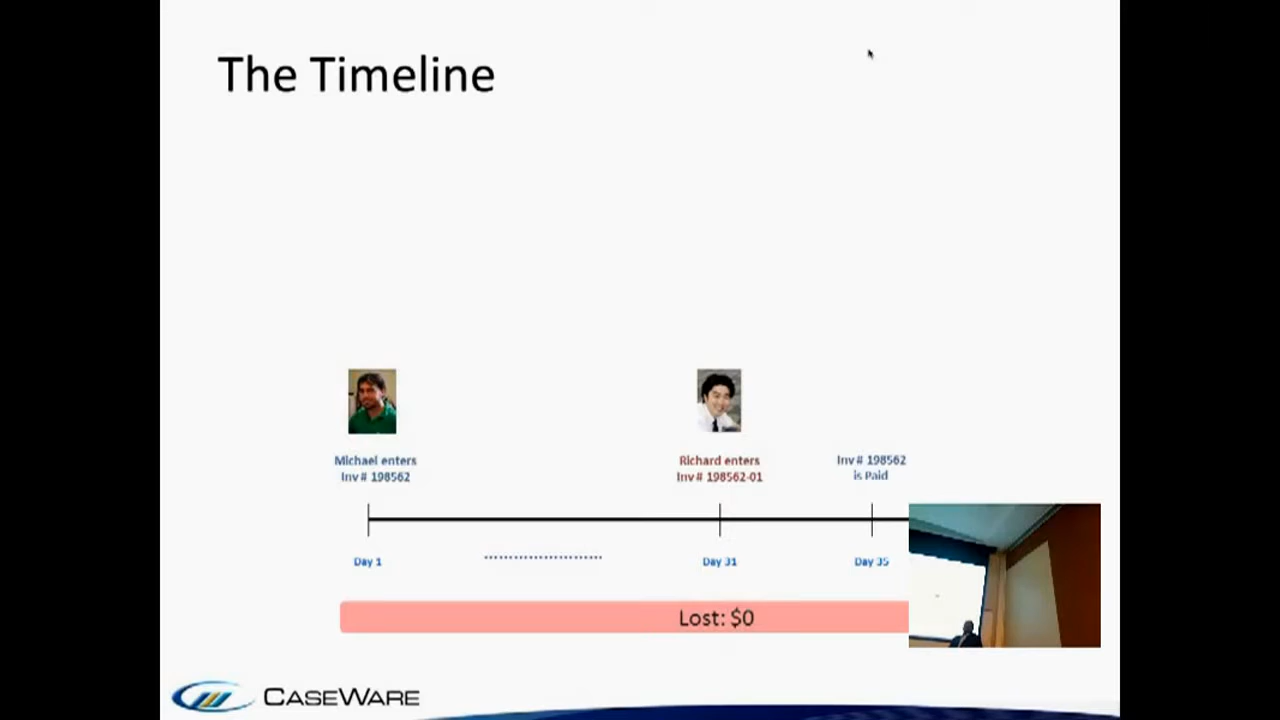 The Timeline
Michael enters
Inv # 198562
Richard enters
Inv # 198562-01
Inv # 198562
is Paid
Day 1
Day 31
Day 35
Lost: $0
CASEWARE